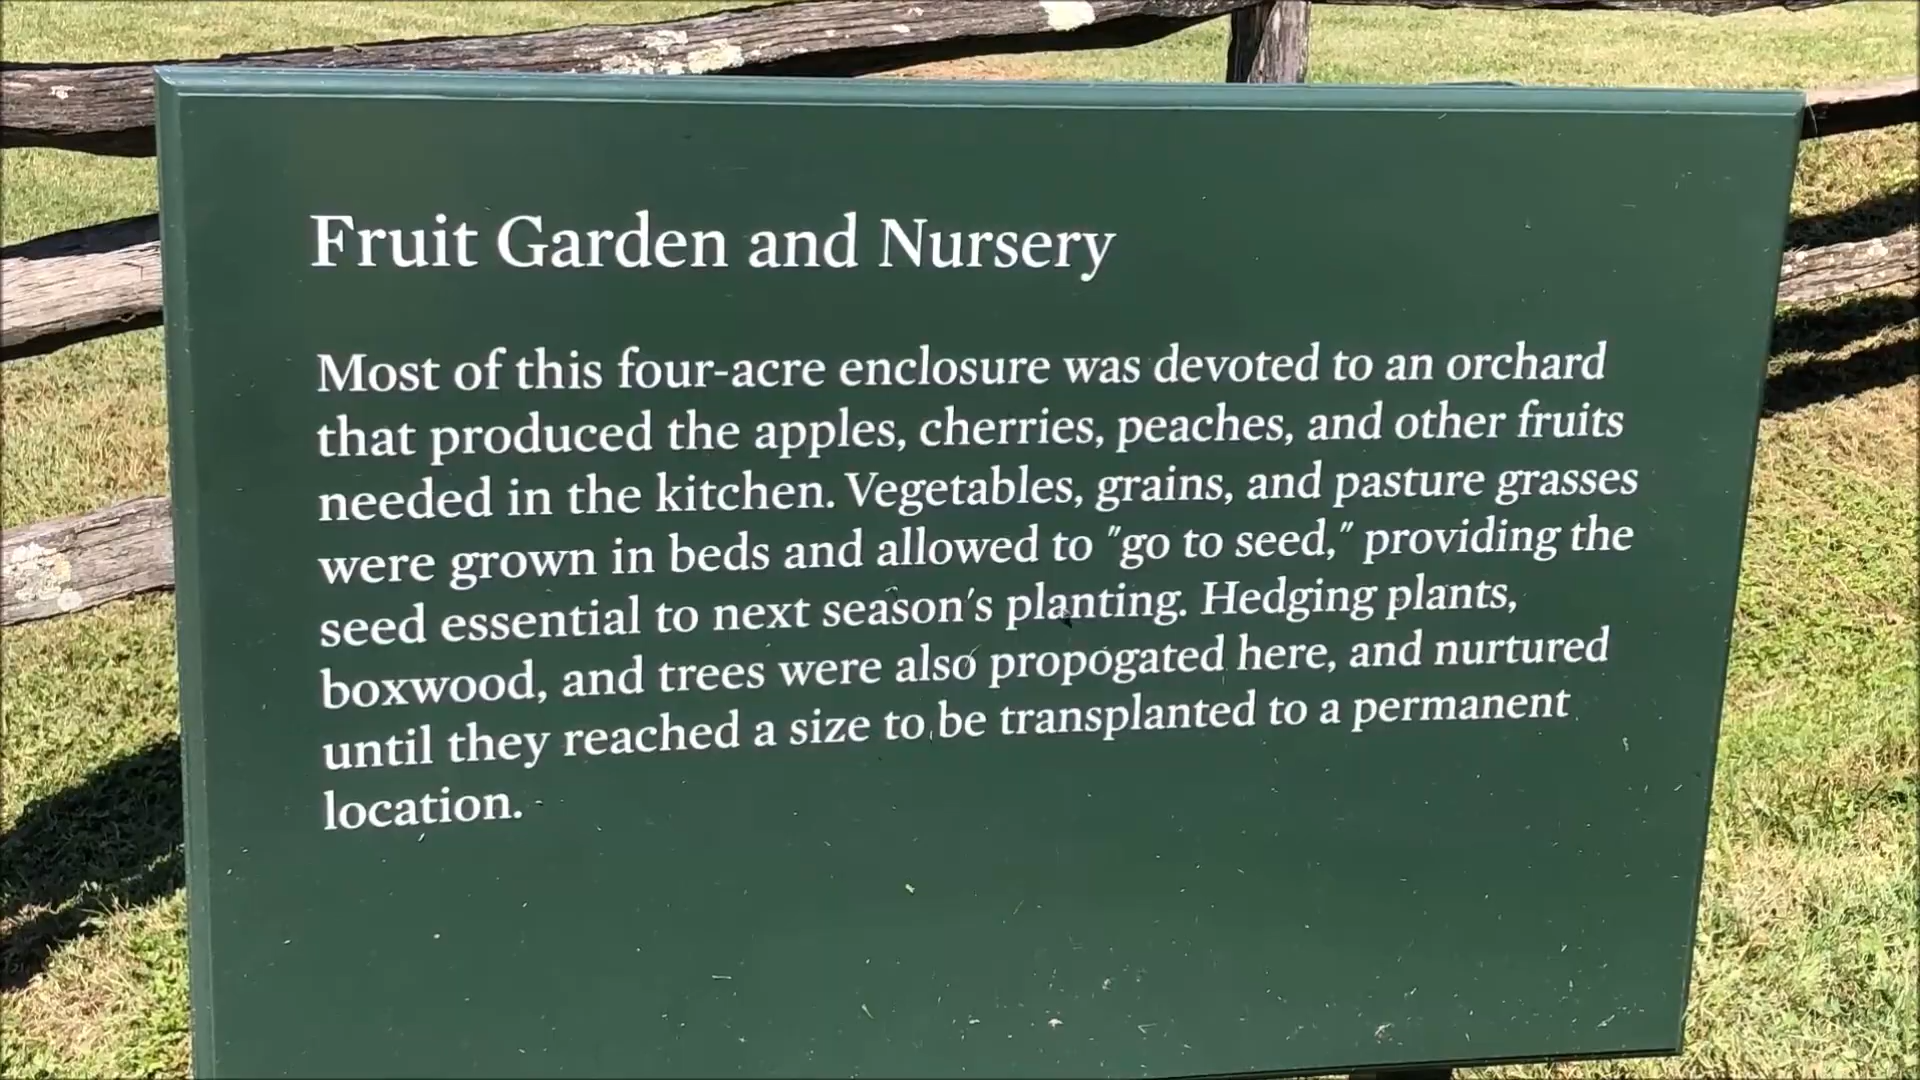 Fruit Garden and Nursery
Most of this four-acre enclosure was devoted to an orchard
that produced the apples, cherries, peaches, and other fruits
needed in the kitchen. Vegetables, grains, and pasture grasses
were grown in beds and allowed to "go to seed," providing the
seed essential to next season's planting. Hedging plants,
boxwood, and trees were also propogated here, and nurtured
until they reached a size to be transplanted to a permanent
location.